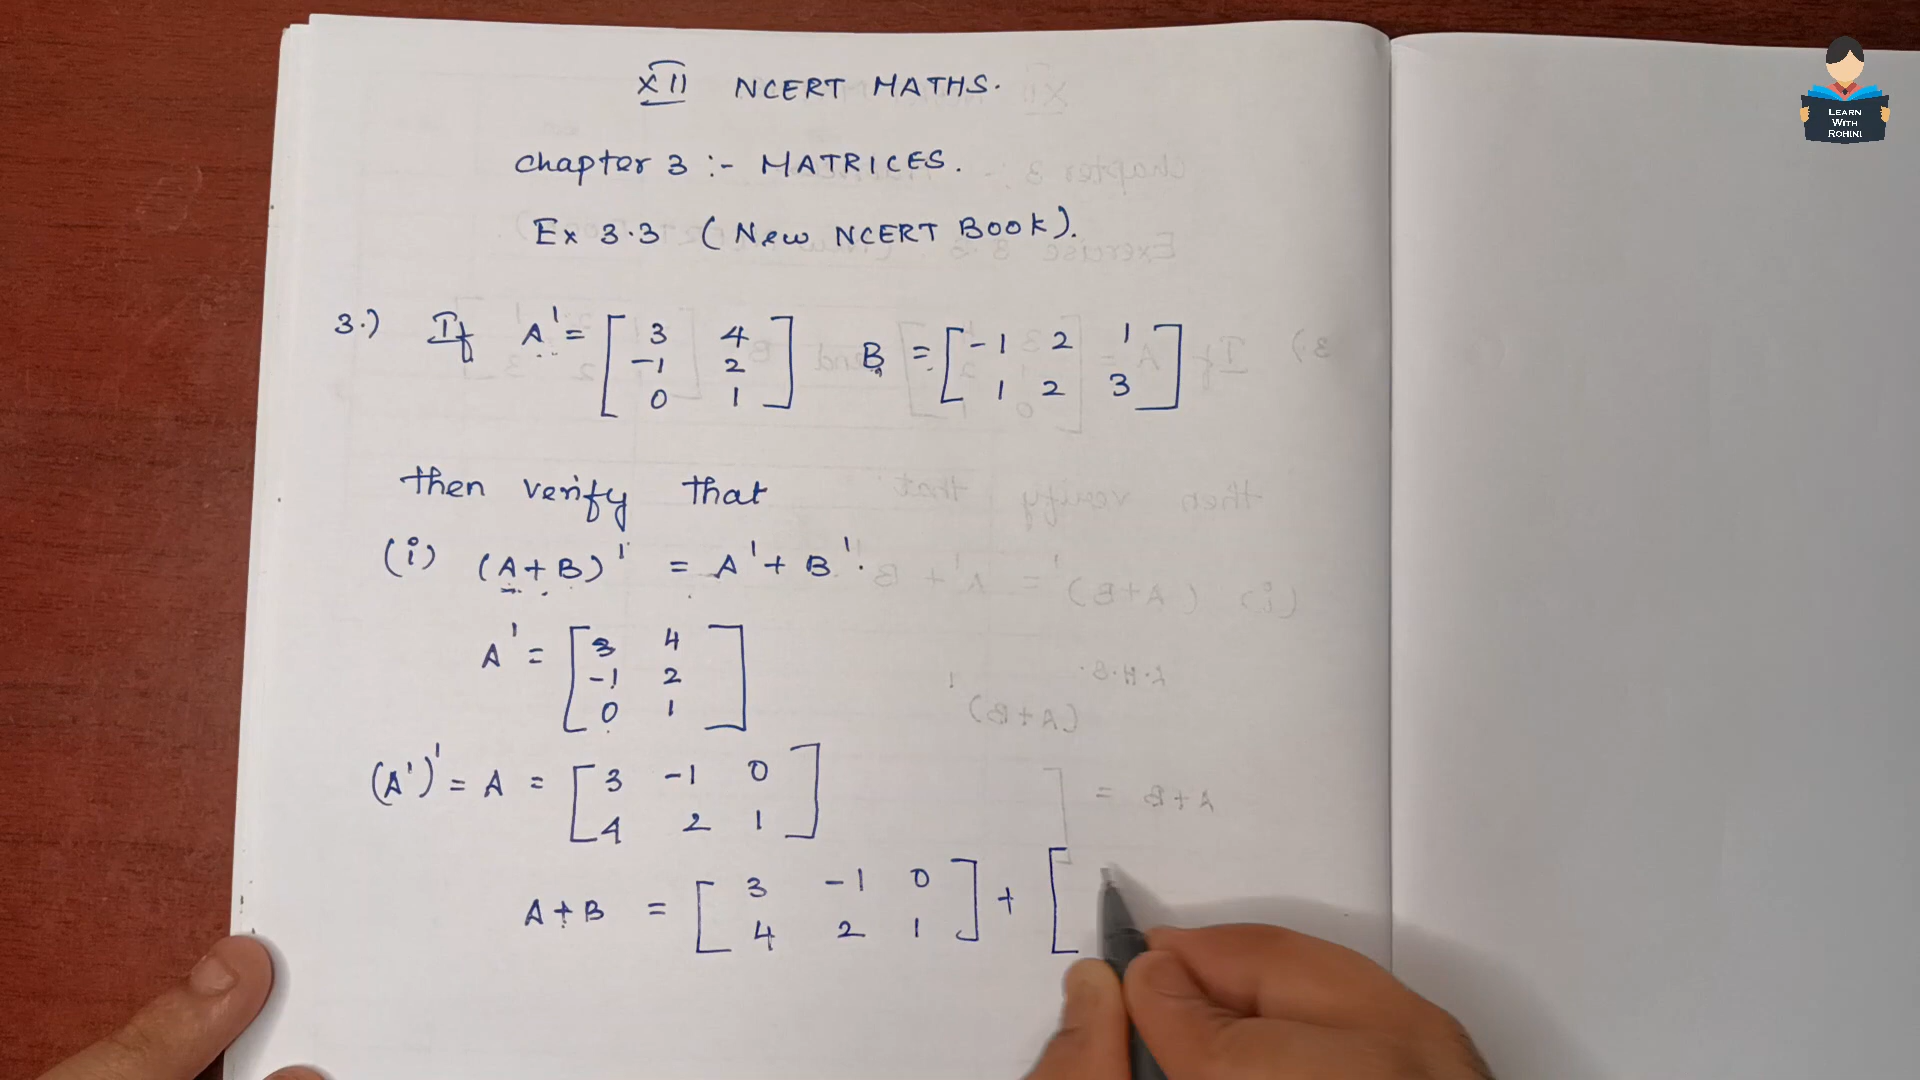 XII NCERT MATHS.
Chapter 3 :- MATRICES.
Ex 3.3 (New NCERT Book).
3.) If A' = [ 3 4 B = [ -1 2 1 ]
-1 2 1 2 3
0 1 ]
then verify that
(i) (A+B)' = A' + B'.
A' = [ 3 4
-1 2
0 1 ]
(A')' = A = [ 3 -1 0
4 2 1 ]
A+B = [ 3 -1 0 ] + [
4 2 1
LEARN
WITH
ROHINI